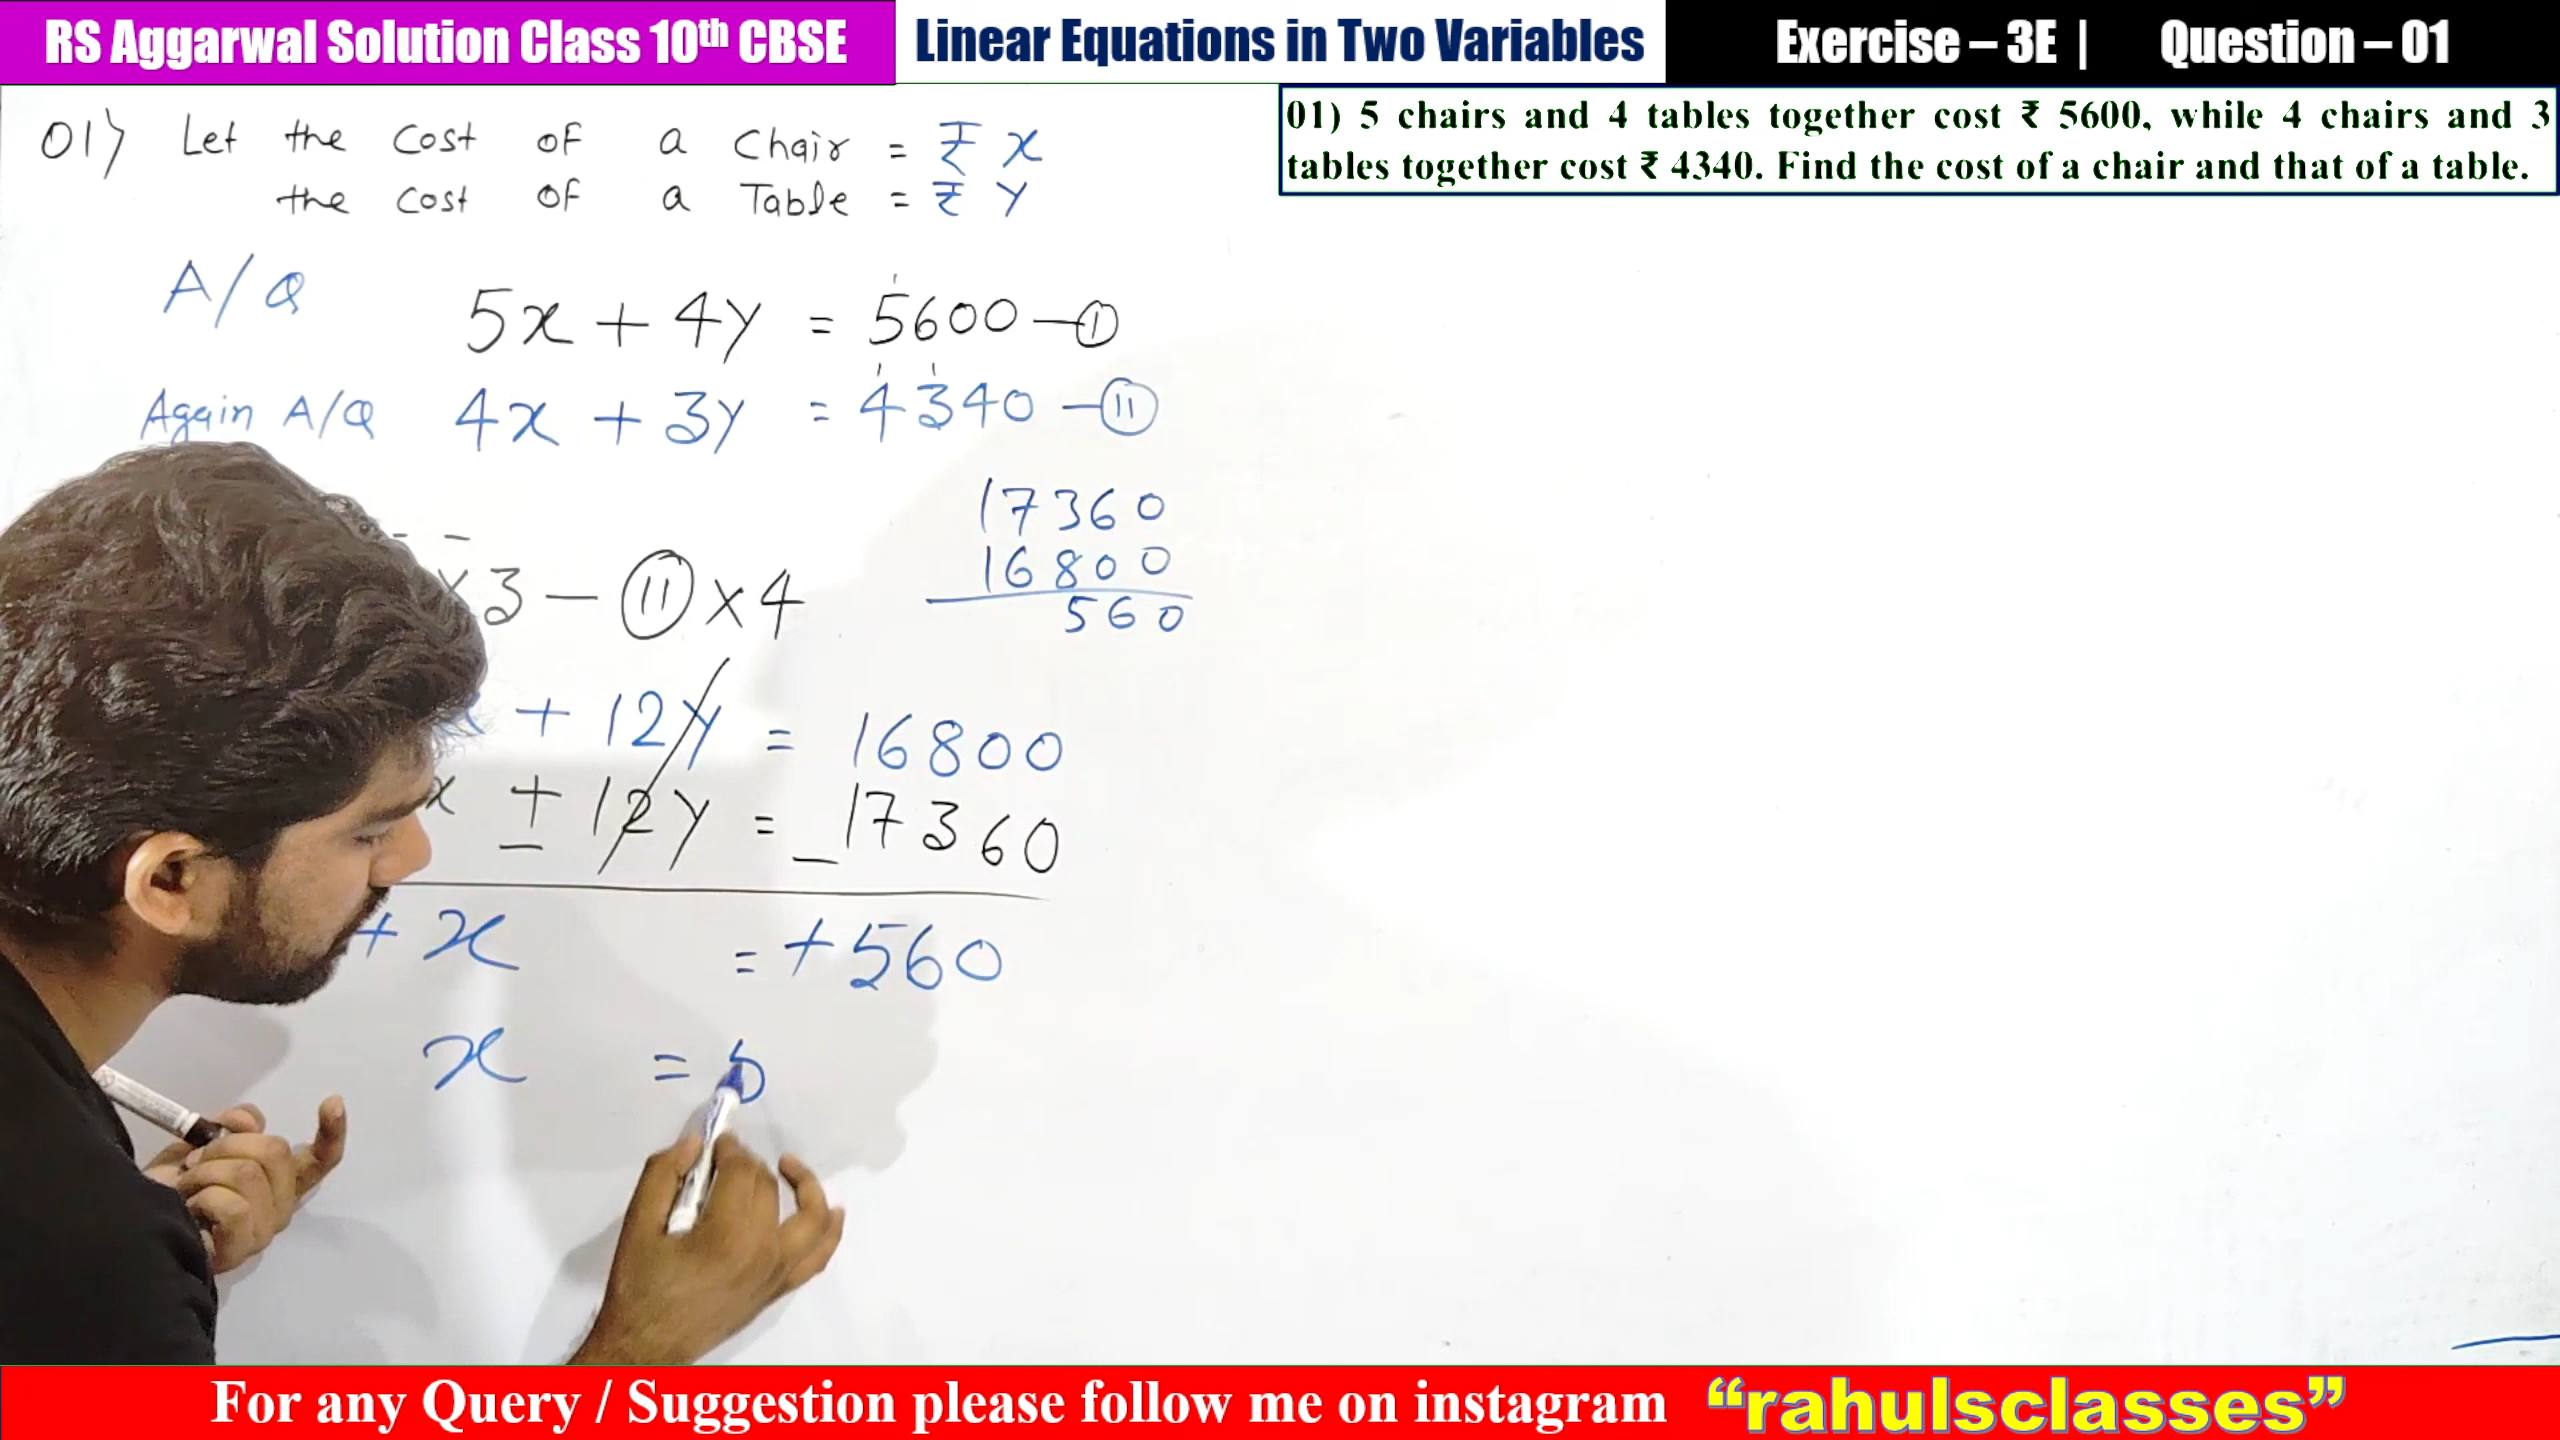 RS Aggarwal Solution Class 10th CBSE
Linear Equations in Two Variables
Exercise – 3E | Question – 01
01) 5 chairs and 4 tables together cost ₹ 5600, while 4 chairs and 3
tables together cost ₹ 4340. Find the cost of a chair and that of a table.
01) Let the cost of a Chair = ₹ x
the cost of a Table = ₹ y
A/Q 5x + 4y = 5600 — (I)
Again A/Q 4x + 3y = 4340 — (II)
17360
16800
560
x3 — (II) x 4
+ 12y = 16800
x + 12y = 17360
— —
+ x = +560
x =
For any Query / Suggestion please follow me on instagram “rahulsclasses”